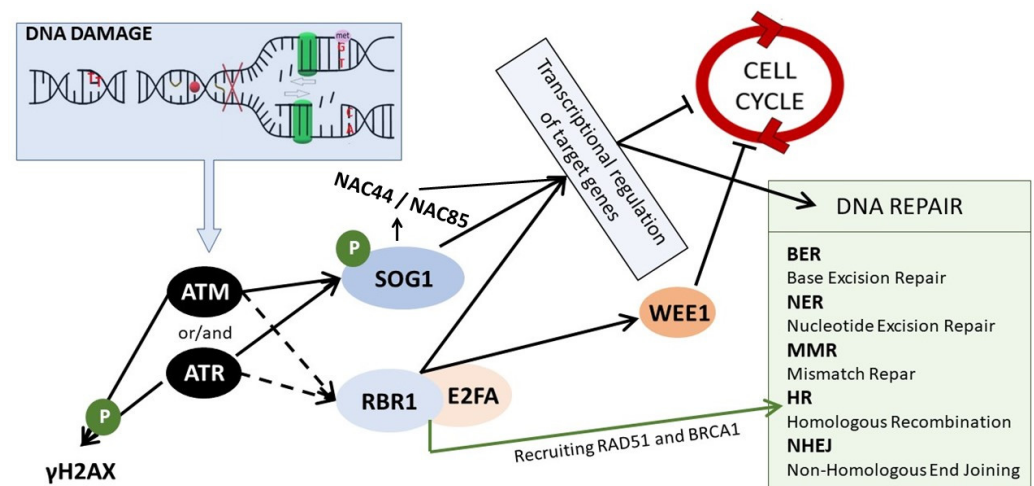 DNA DAMAGE
met
G
T
CELL
CYCLE
Transcriptional regulation
of target genes
NAC44 / NAC85
P
SOG1
ATM
or/and
ATR
P
γH2AX
RBR1
E2FA
WEE1
Recruiting RAD51 and BRCA1
DNA REPAIR
BER
Base Excision Repair
NER
Nucleotide Excision Repair
MMR
Mismatch Repar
HR
Homologous Recombination
NHEJ
Non-Homologous End Joining